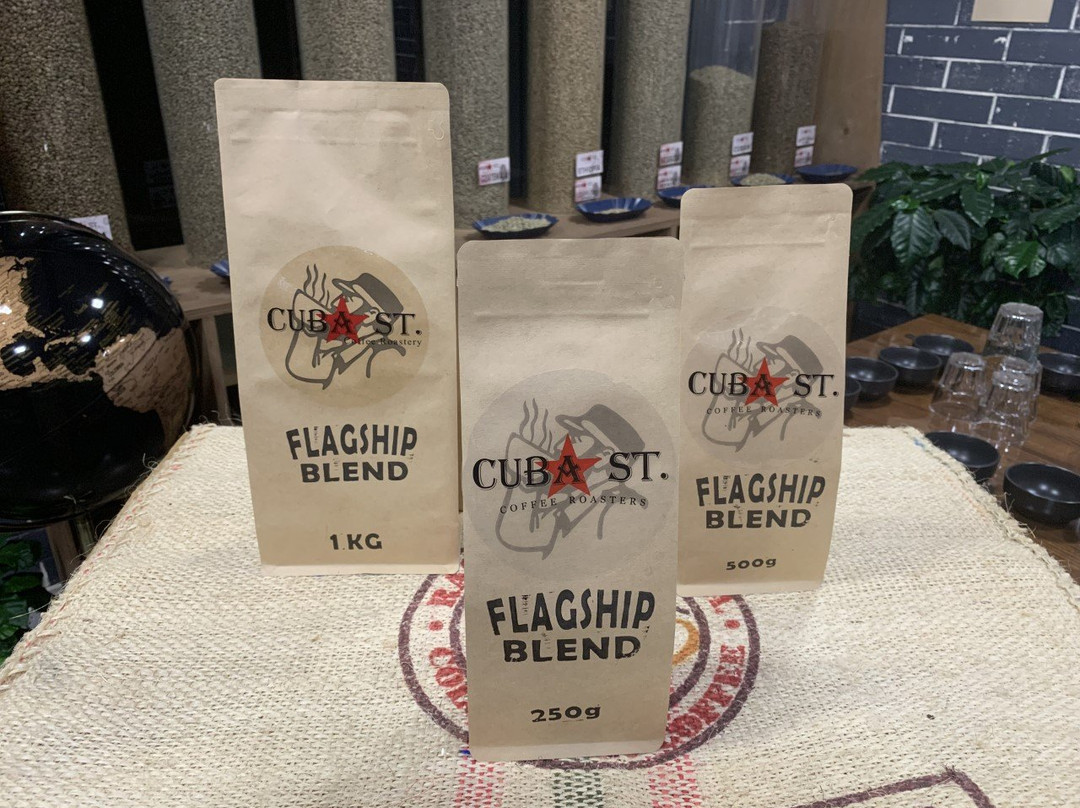 CUBA ST.
Coffee Roastery
FLAGSHIP
BLEND
1 KG
CUBA ST.
COFFEE ROASTERS
FLAGSHIP
BLEND
250g
CUBA ST.
COFFEE ROASTERS
FLAGSHIP
BLEND
500g
COFFEE